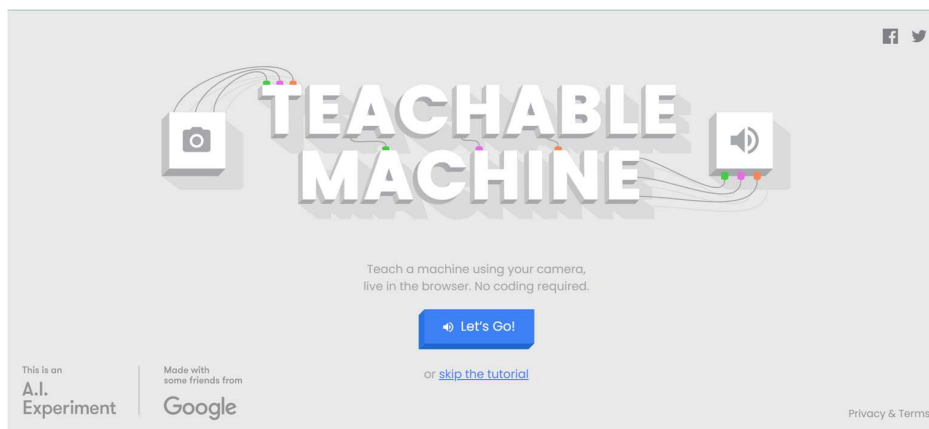 TEACHABLE
MACHINE
Teach a machine using your camera,
live in the browser. No coding required.
Let's Go!
or skip the tutorial
This is an
A.I.
Experiment
Made with
some friends from
Google
Privacy & Terms